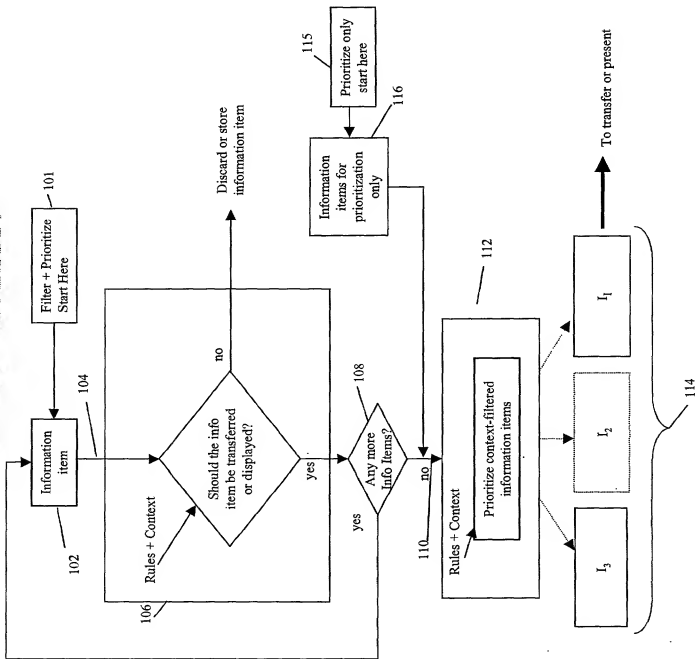 Filter + Prioritize
Start Here
101
Information
item
102
104
Should the info
item be transferred
or displayed?
Rules + Context
106
no
Discard or store
information item
yes
Any more
Info Items?
108
yes
no
110
Prioritize only
start here
115
Information
items for
prioritization
only
116
Rules + Context
Prioritize context-filtered
information items
112
I3
I2
I1
To transfer or present
114